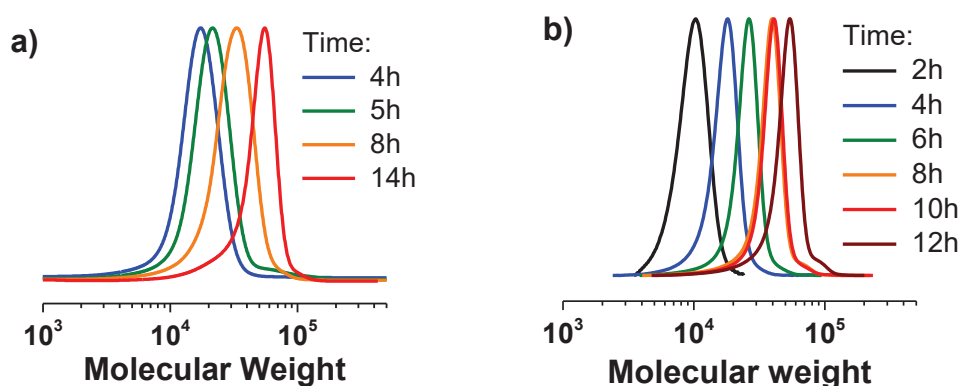 a)
Time:
4h
5h
8h
14h
10³ 10⁴ 10⁵
Molecular Weight
b)
Time:
2h
4h
6h
8h
10h
12h
10³ 10⁴ 10⁵
Molecular weight